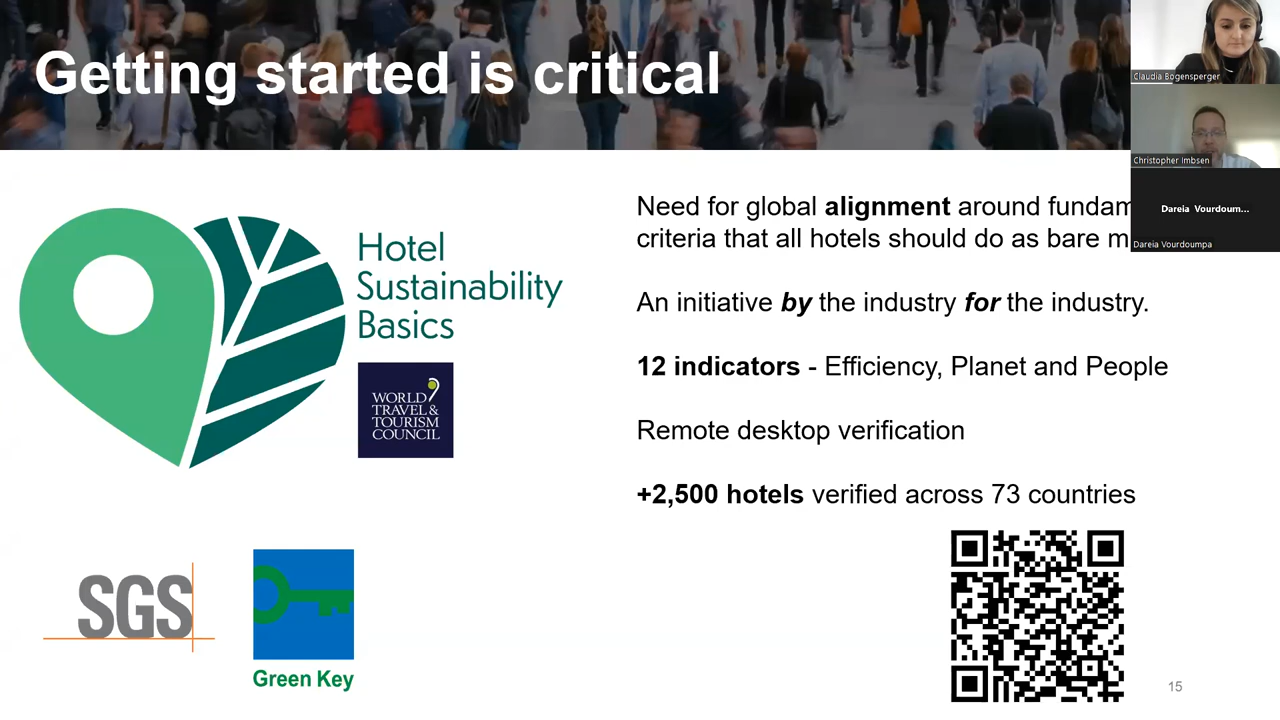 Getting started is critical
Claudia Bogensperger
Christopher Imbsen
Dareia Vourdoum...
Dareia Vourdoumpa
Hotel
Sustainability
Basics
WORLD
TRAVEL &
TOURISM
COUNCIL
Need for global alignment around
criteria that all hotels should do as bare
An initiative by the industry for the industry.
12 indicators - Efficiency, Planet and People
Remote desktop verification
+2,500 hotels verified across 73 countries
SGS
Green Key
15